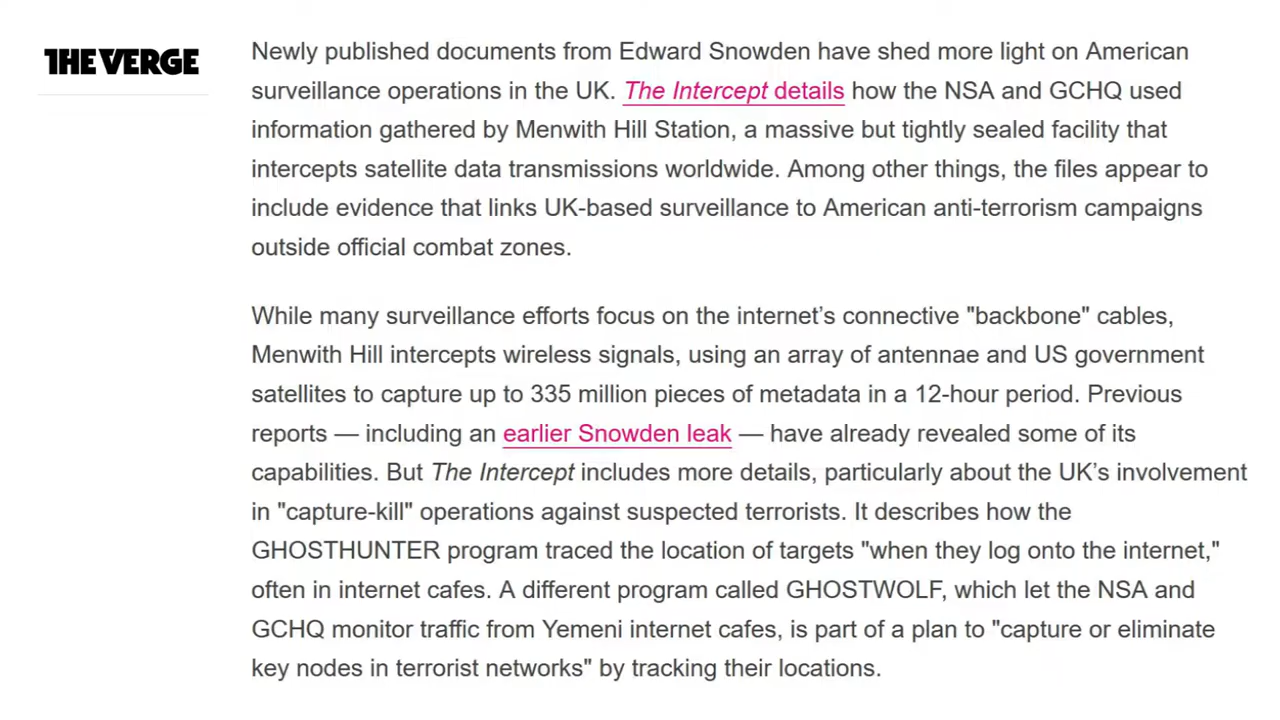 THE VERGE
Newly published documents from Edward Snowden have shed more light on American
surveillance operations in the UK. The Intercept details how the NSA and GCHQ used
information gathered by Menwith Hill Station, a massive but tightly sealed facility that
intercepts satellite data transmissions worldwide. Among other things, the files appear to
include evidence that links UK-based surveillance to American anti-terrorism campaigns
outside official combat zones.
While many surveillance efforts focus on the internet’s connective "backbone" cables,
Menwith Hill intercepts wireless signals, using an array of antennae and US government
satellites to capture up to 335 million pieces of metadata in a 12-hour period. Previous
reports — including an earlier Snowden leak — have already revealed some of its
capabilities. But The Intercept includes more details, particularly about the UK’s involvement
in "capture-kill" operations against suspected terrorists. It describes how the
GHOSTHUNTER program traced the location of targets "when they log onto the internet,"
often in internet cafes. A different program called GHOSTWOLF, which let the NSA and
GCHQ monitor traffic from Yemeni internet cafes, is part of a plan to "capture or eliminate
key nodes in terrorist networks" by tracking their locations.